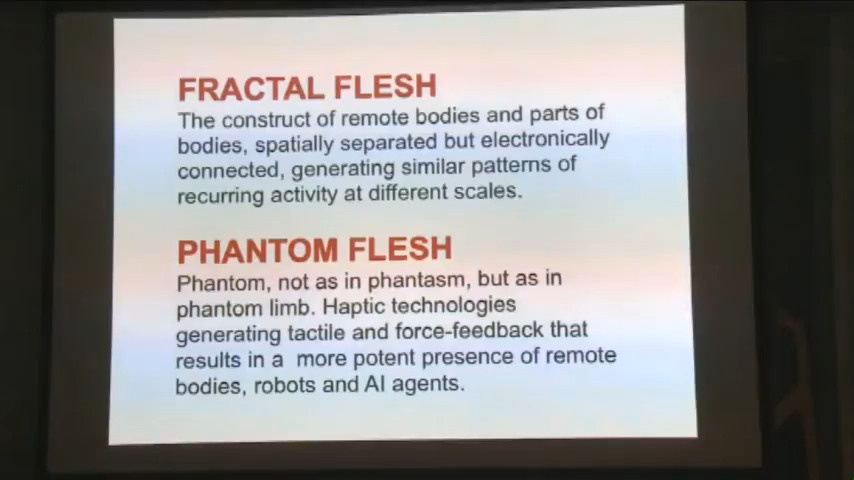 FRACTAL FLESH
The construct of remote bodies and parts of
bodies, spatially separated but electronically
connected, generating similar patterns of
recurring activity at different scales.
PHANTOM FLESH
Phantom, not as in phantasm, but as in
phantom limb. Haptic technologies
generating tactile and force-feedback that
results in a more potent presence of remote
bodies, robots and AI agents.